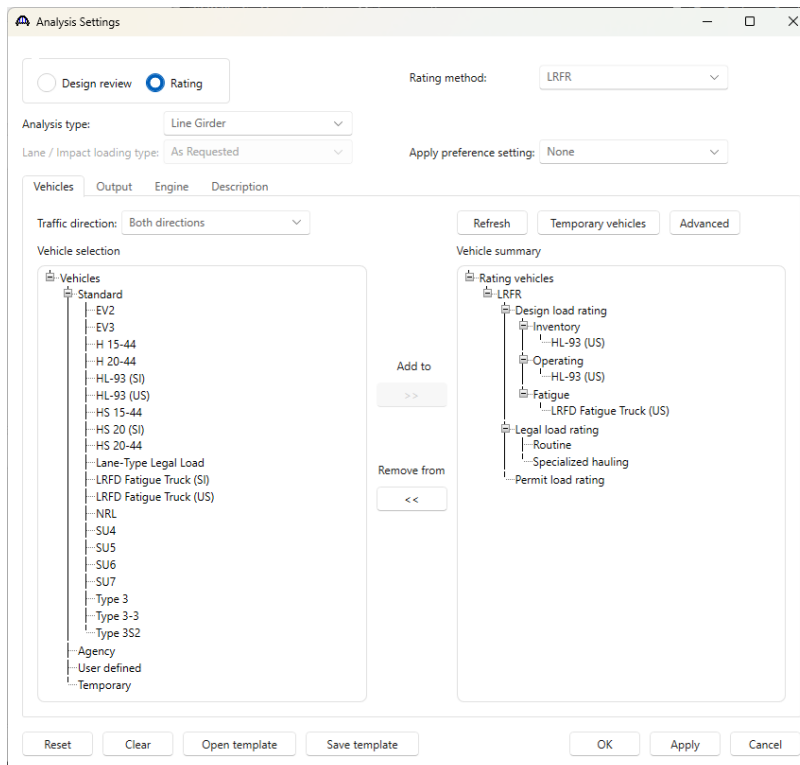 Analysis Settings
Design review
Rating
Rating method:
LRFR
Analysis type:
Line Girder
Lane / Impact loading type:
As Requested
Apply preference setting:
None
Vehicles
Output
Engine
Description
Traffic direction:
Both directions
Refresh
Temporary vehicles
Advanced
Vehicle selection
Vehicles
Standard
EV2
EV3
H 15-44
H 20-44
HL-93 (SI)
HL-93 (US)
HS 15-44
HS 20 (SI)
HS 20-44
Lane-Type Legal Load
LRFD Fatigue Truck (SI)
LRFD Fatigue Truck (US)
NRL
SU4
SU5
SU6
SU7
Type 3
Type 3-3
Type 3S2
Agency
User defined
Temporary
Add to
>>
Remove from
<<
Vehicle summary
Rating vehicles
LRFR
Design load rating
Inventory
HL-93 (US)
Operating
HL-93 (US)
Fatigue
LRFD Fatigue Truck (US)
Legal load rating
Routine
Specialized hauling
Permit load rating
Reset
Clear
Open template
Save template
OK
Apply
Cancel